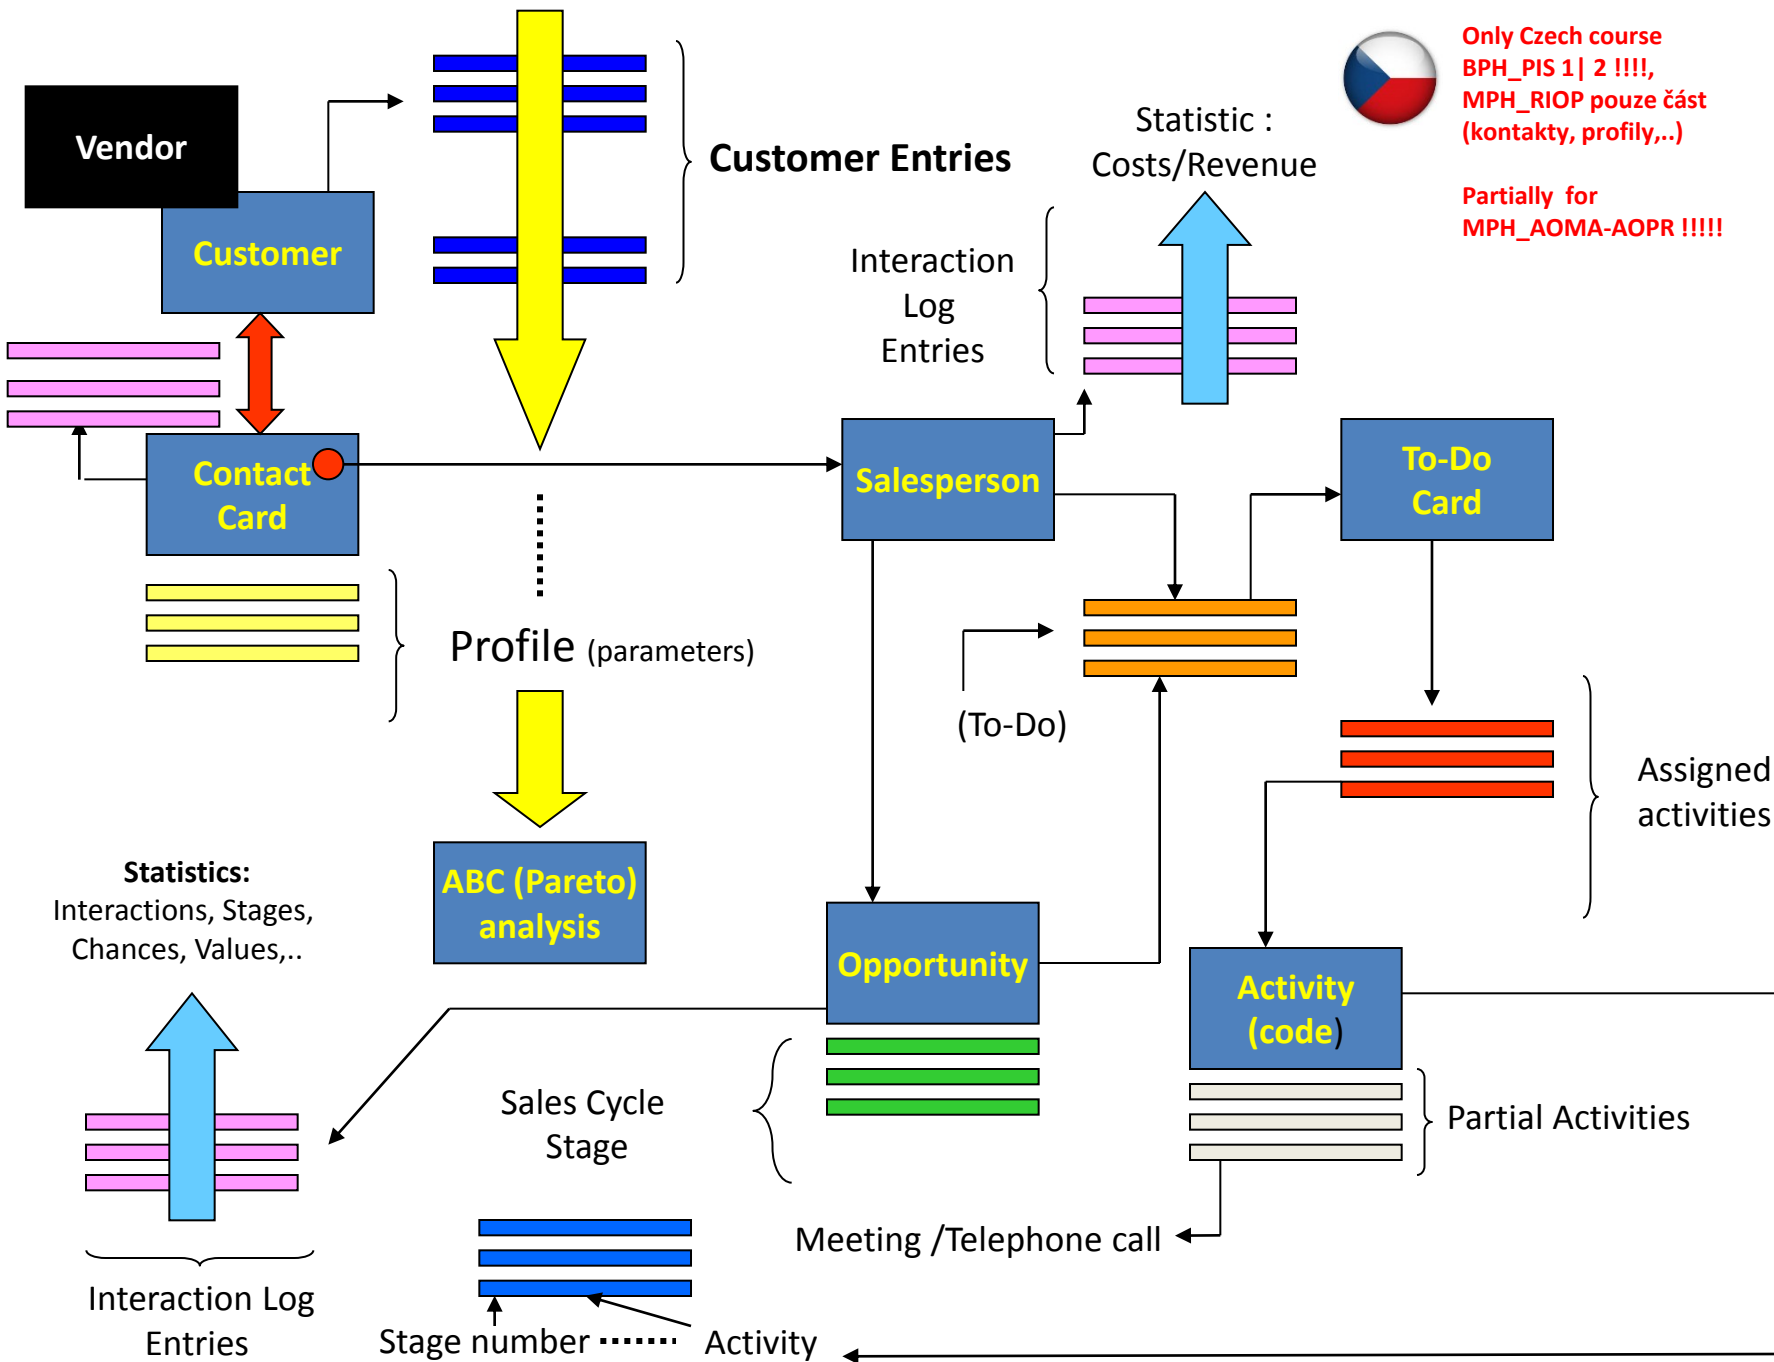 Only Czech course
BPH_PIS 1| 2 !!!!,
MPH_RIOP pouze část
(kontakty, profily,..)
Partially for
MPH_AOMA-AOPR !!!!!
Vendor
Customer
Customer Entries
Statistic :
Costs/Revenue
Interaction
Log
Entries
Contact
Card
Salesperson
To-Do
Card
Profile (parameters)
(To-Do)
Assigned
activities
Statistics:
Interactions, Stages,
Chances, Values,..
ABC (Pareto)
analysis
Opportunity
Activity
(code)
Sales Cycle
Stage
Partial Activities
Meeting /Telephone call
Interaction Log
Entries
Stage number
Activity